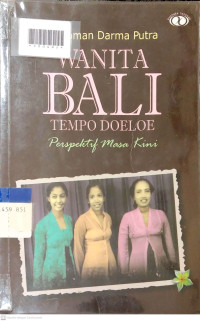 man Darma Putra
WANITA
BALI
TEMPO DOELOE
Perspektif Masa Kini